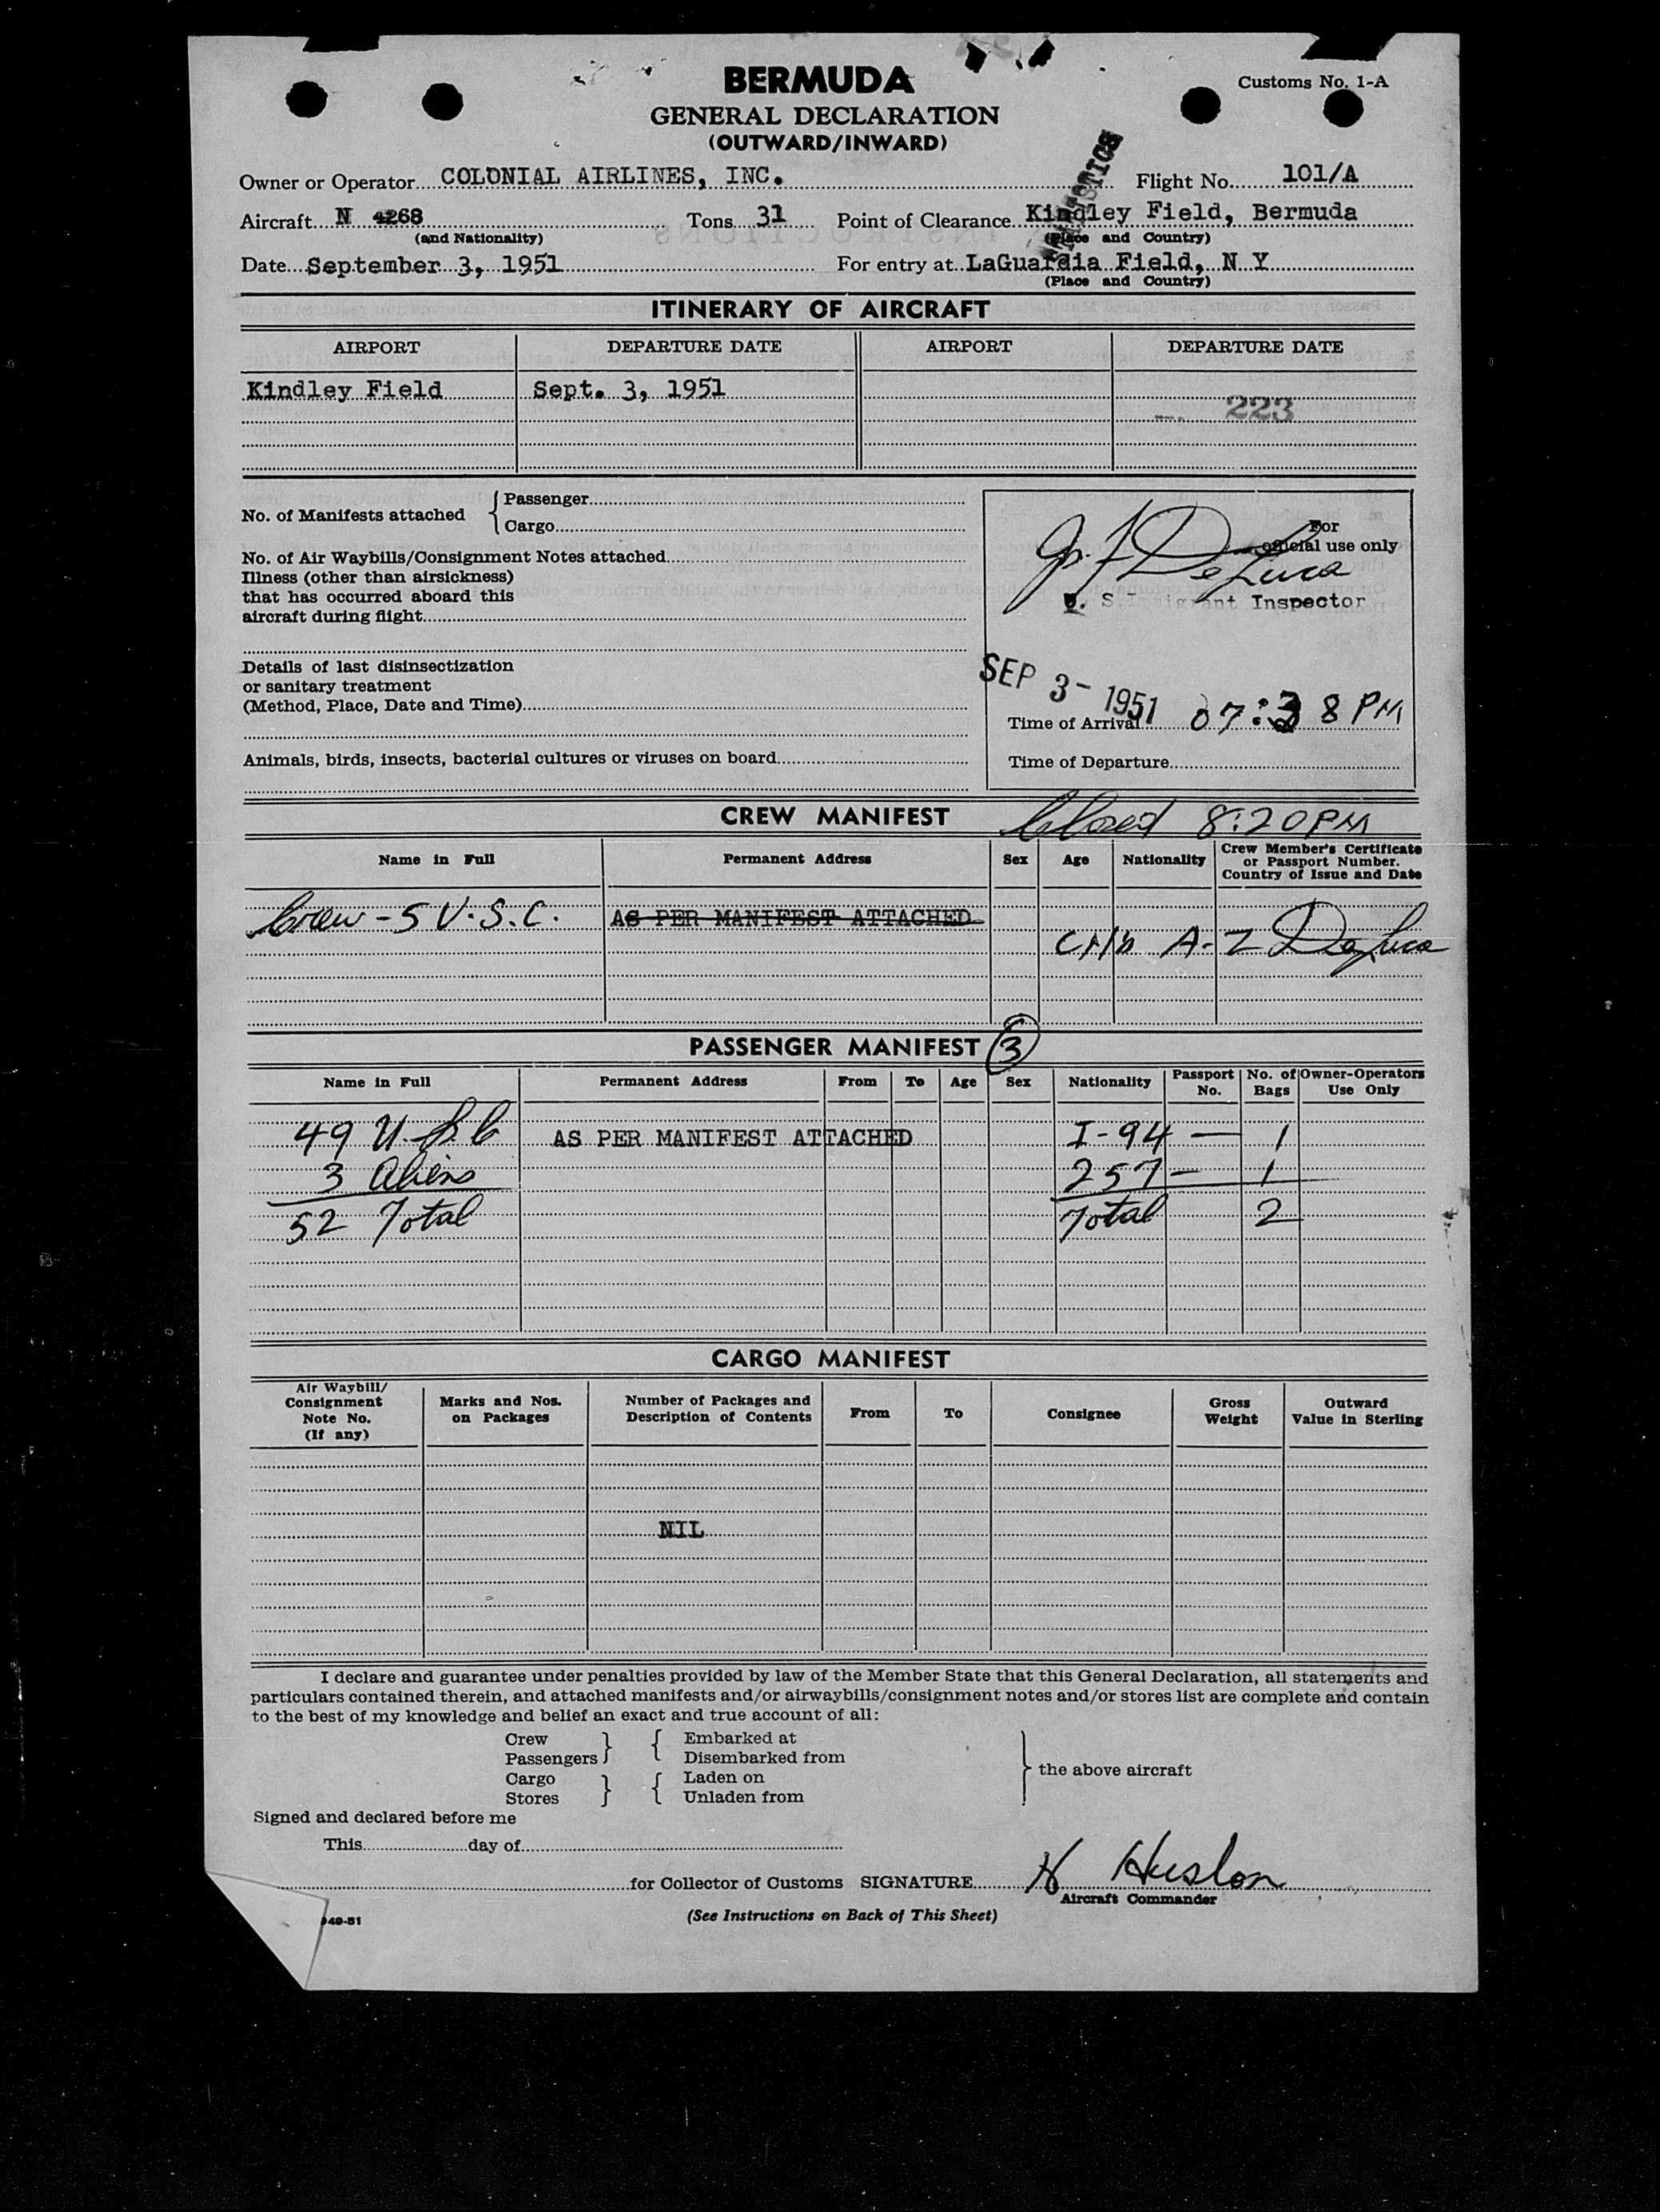 BERMUDA
Customs No. 1-A
GENERAL DECLARATION
(OUTWARD/INWARD)
STATISTICS
Owner or Operator COLONIAL AIRLINES, INC. Flight No. 101/A
Aircraft N 4268 Tons 31 Point of Clearance Kindley Field, Bermuda
(and Nationality) (Place and Country)
Date September 3, 1951 For entry at LaGuardia Field, N Y
(Place and Country)
ITINERARY OF AIRCRAFT
AIRPORT DEPARTURE DATE AIRPORT DEPARTURE DATE
Kindley Field Sept. 3, 1951
223
No. of Manifests attached { Passenger
Cargo
For
official use only
No. of Air Waybills/Consignment Notes attached
Illness (other than airsickness)
that has occurred aboard this
aircraft during flight
DeLuca
U. S. Immigrant Inspector
Details of last disinsectization
or sanitary treatment
(Method, Place, Date and Time)
SEP 3 - 1951
Time of Arrival 07:38 PM
Animals, birds, insects, bacterial cultures or viruses on board
Time of Departure
CREW MANIFEST Closed 8:20 PM
Name in Full Permanent Address Sex Age Nationality Crew Member's Certificate or Passport Number. Country of Issue and Date
Crew - 5 U.S.C. AS PER MANIFEST ATTACHED
A-Z DeLuca
PASSENGER MANIFEST 3
Name in Full Permanent Address From To Age Sex Nationality Passport No. No. of Bags Owner-Operators Use Only
49 U.S.C AS PER MANIFEST ATTACHED I-94 — 1
3 Aliens 257 — 1
52 Total Total 2
CARGO MANIFEST
Air Waybill/ Consignment Note No. (If any) Marks and Nos. on Packages Number of Packages and Description of Contents From To Consignee Gross Weight Outward Value in Sterling
NIL
I declare and guarantee under penalties provided by law of the Member State that this General Declaration, all statements and
particulars contained therein, and attached manifests and/or airwaybills/consignment notes and/or stores list are complete and contain
to the best of my knowledge and belief an exact and true account of all:
Crew } { Embarked at
Passengers } { Disembarked from
Cargo } { Laden on } the above aircraft
Stores } { Unladen from
Signed and declared before me
This day of
for Collector of Customs SIGNATURE H Huslon
Aircraft Commander
(See Instructions on Back of This Sheet)
949-51